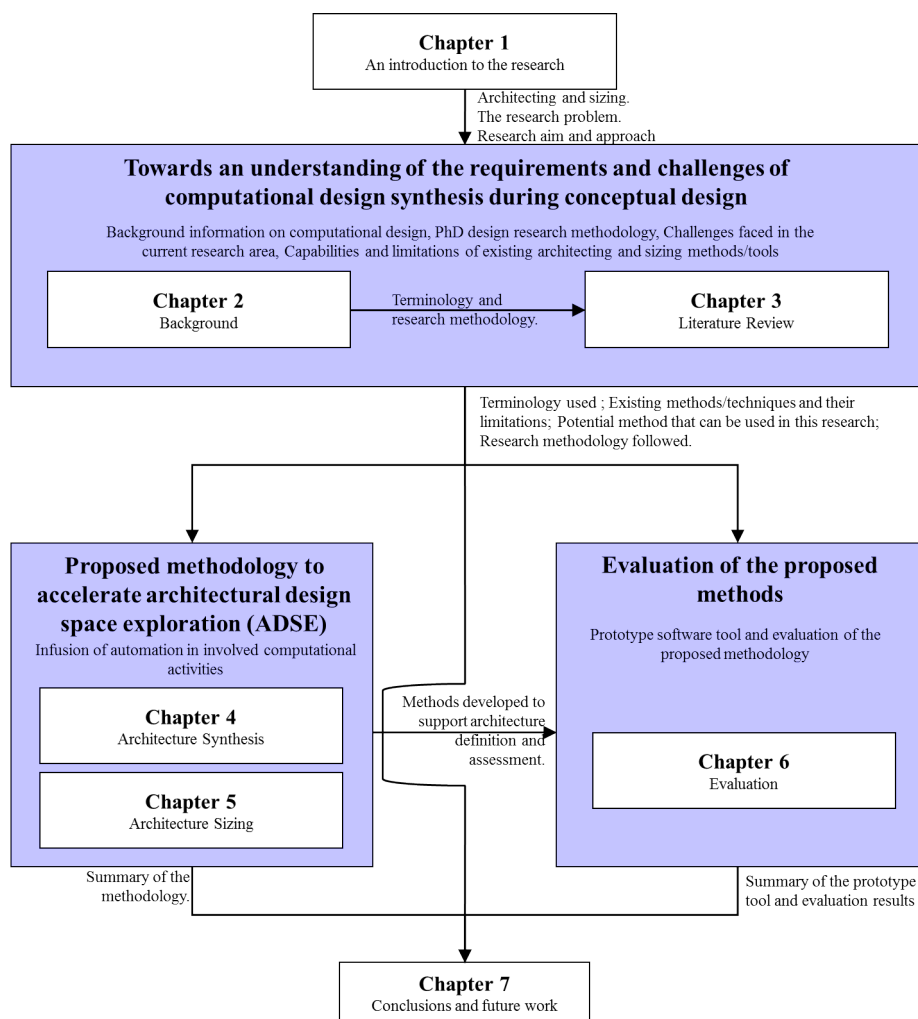 Chapter 1
An introduction to the research
Architecting and sizing.
The research problem.
Research aim and approach
Towards an understanding of the requirements and challenges of
computational design synthesis during conceptual design
Background information on computational design, PhD design research methodology, Challenges faced in the
current research area, Capabilities and limitations of existing architecting and sizing methods/tools
Chapter 2
Background
Terminology and
research methodology.
Chapter 3
Literature Review
Terminology used ; Existing methods/techniques and their
limitations; Potential method that can be used in this research;
Research methodology followed.
Proposed methodology to
accelerate architectural design
space exploration (ADSE)
Infusion of automation in involved computational
activities
Chapter 4
Architecture Synthesis
Chapter 5
Architecture Sizing
Methods developed to
support architecture
definition and
assessment.
Evaluation of the proposed
methods
Prototype software tool and evaluation of the
proposed methodology
Chapter 6
Evaluation
Summary of the
methodology.
Summary of the prototype
tool and evaluation results
Chapter 7
Conclusions and future work